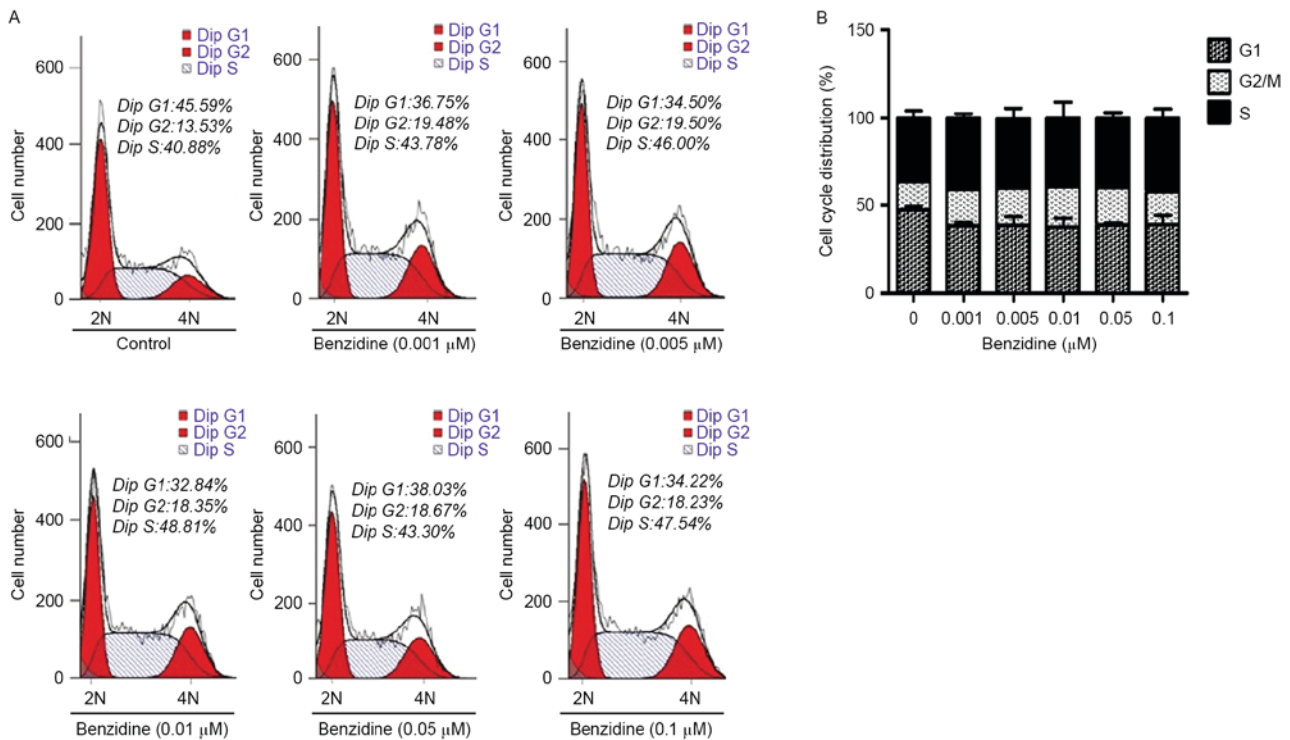 A
Dip G1
Dip G2
Dip S
Dip G1:45.59%
Dip G2:13.53%
Dip S:40.88%
Cell number
600
400
200
0
2N 4N
Control
Dip G1
Dip G2
Dip S
Dip G1:36.75%
Dip G2:19.48%
Dip S:43.78%
Cell number
600
400
200
0
2N 4N
Benzidine (0.001 μM)
Dip G1
Dip G2
Dip S
Dip G1:34.50%
Dip G2:19.50%
Dip S:46.00%
Cell number
600
400
200
0
2N 4N
Benzidine (0.005 μM)
B
Cell cycle distribution (%)
150
100
50
0
0 0.001 0.005 0.01 0.05 0.1
Benzidine (μM)
G1
G2/M
S
Dip G1
Dip G2
Dip S
Dip G1:32.84%
Dip G2:18.35%
Dip S:48.81%
Cell number
600
400
200
0
2N 4N
Benzidine (0.01 μM)
Dip G1
Dip G2
Dip S
Dip G1:38.03%
Dip G2:18.67%
Dip S:43.30%
Cell number
600
400
200
0
2N 4N
Benzidine (0.05 μM)
Dip G1
Dip G2
Dip S
Dip G1:34.22%
Dip G2:18.23%
Dip S:47.54%
Cell number
600
400
200
0
2N 4N
Benzidine (0.1 μM)